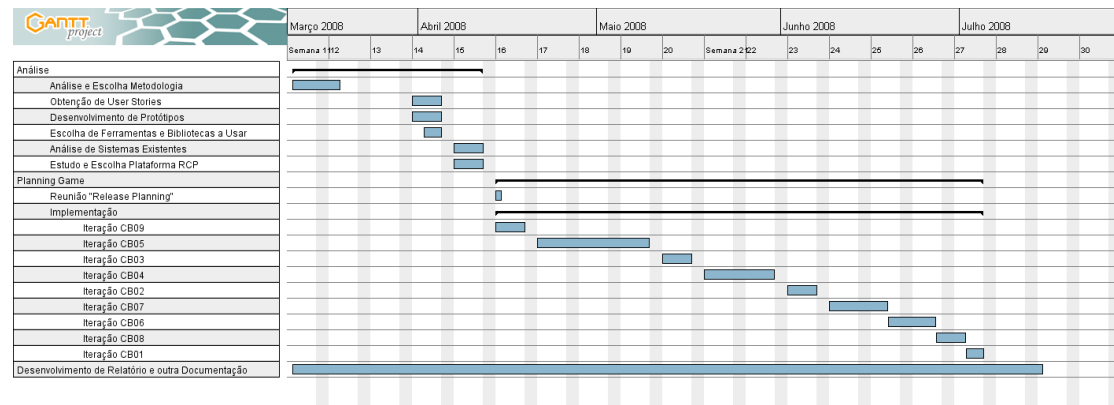 GANTT project
Março 2008 Abril 2008 Maio 2008 Junho 2008 Julho 2008
Semana 11 12 13 14 15 16 17 18 19 20 Semana 21 22 23 24 25 26 27 28 29 30
Análise
Análise e Escolha Metodologia
Obtenção de User Stories
Desenvolvimento de Protótipos
Escolha de Ferramentas e Bibliotecas a Usar
Análise de Sistemas Existentes
Estudo e Escolha Plataforma RCP
Planning Game
Reunião "Release Planning"
Implementação
Iteração CB09
Iteração CB05
Iteração CB03
Iteração CB04
Iteração CB02
Iteração CB07
Iteração CB06
Iteração CB08
Iteração CB01
Desenvolvimento de Relatório e outra Documentação